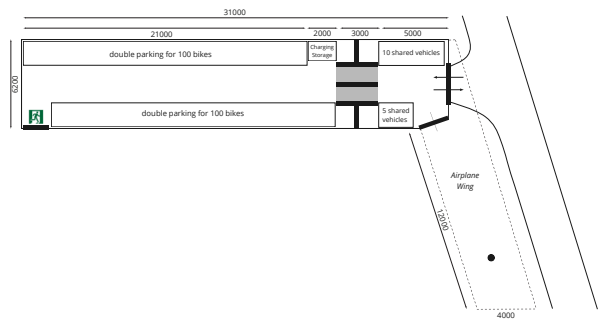 31000
21000
2000
3000
5000
double parking for 100 bikes
Charging
Storage
10 shared vehicles
6200
double parking for 100 bikes
5 shared
vehicles
Airplane
Wing
12000
4000